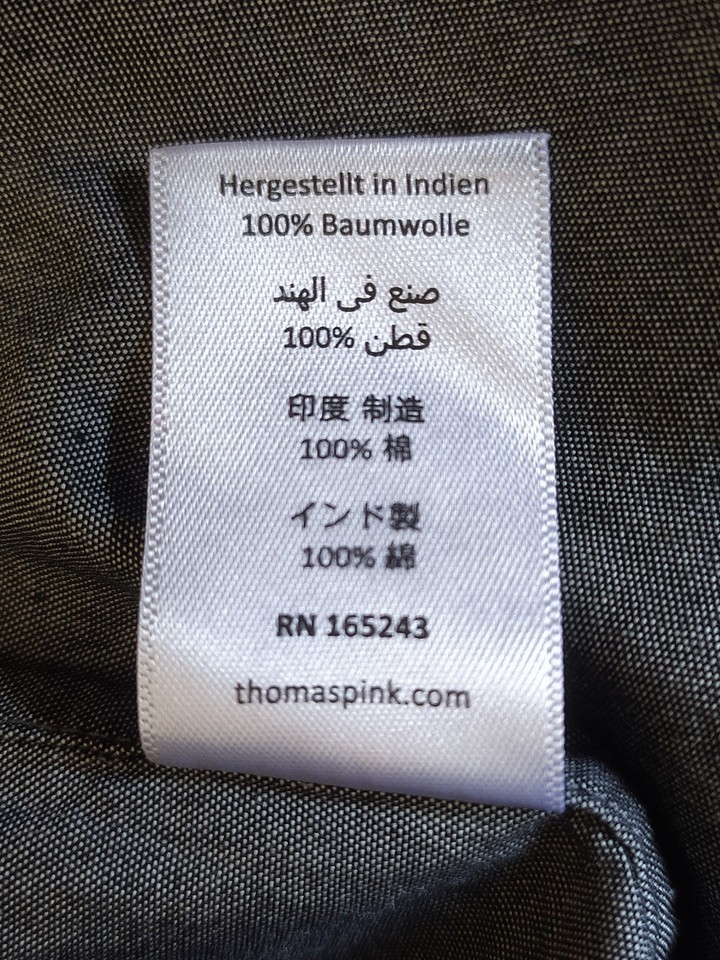 Hergestellt in Indien
100% Baumwolle
صنع فى الهند
100% قطن
印度 制造
100% 棉
インド製
100% 綿
RN 165243
thomaspink.com